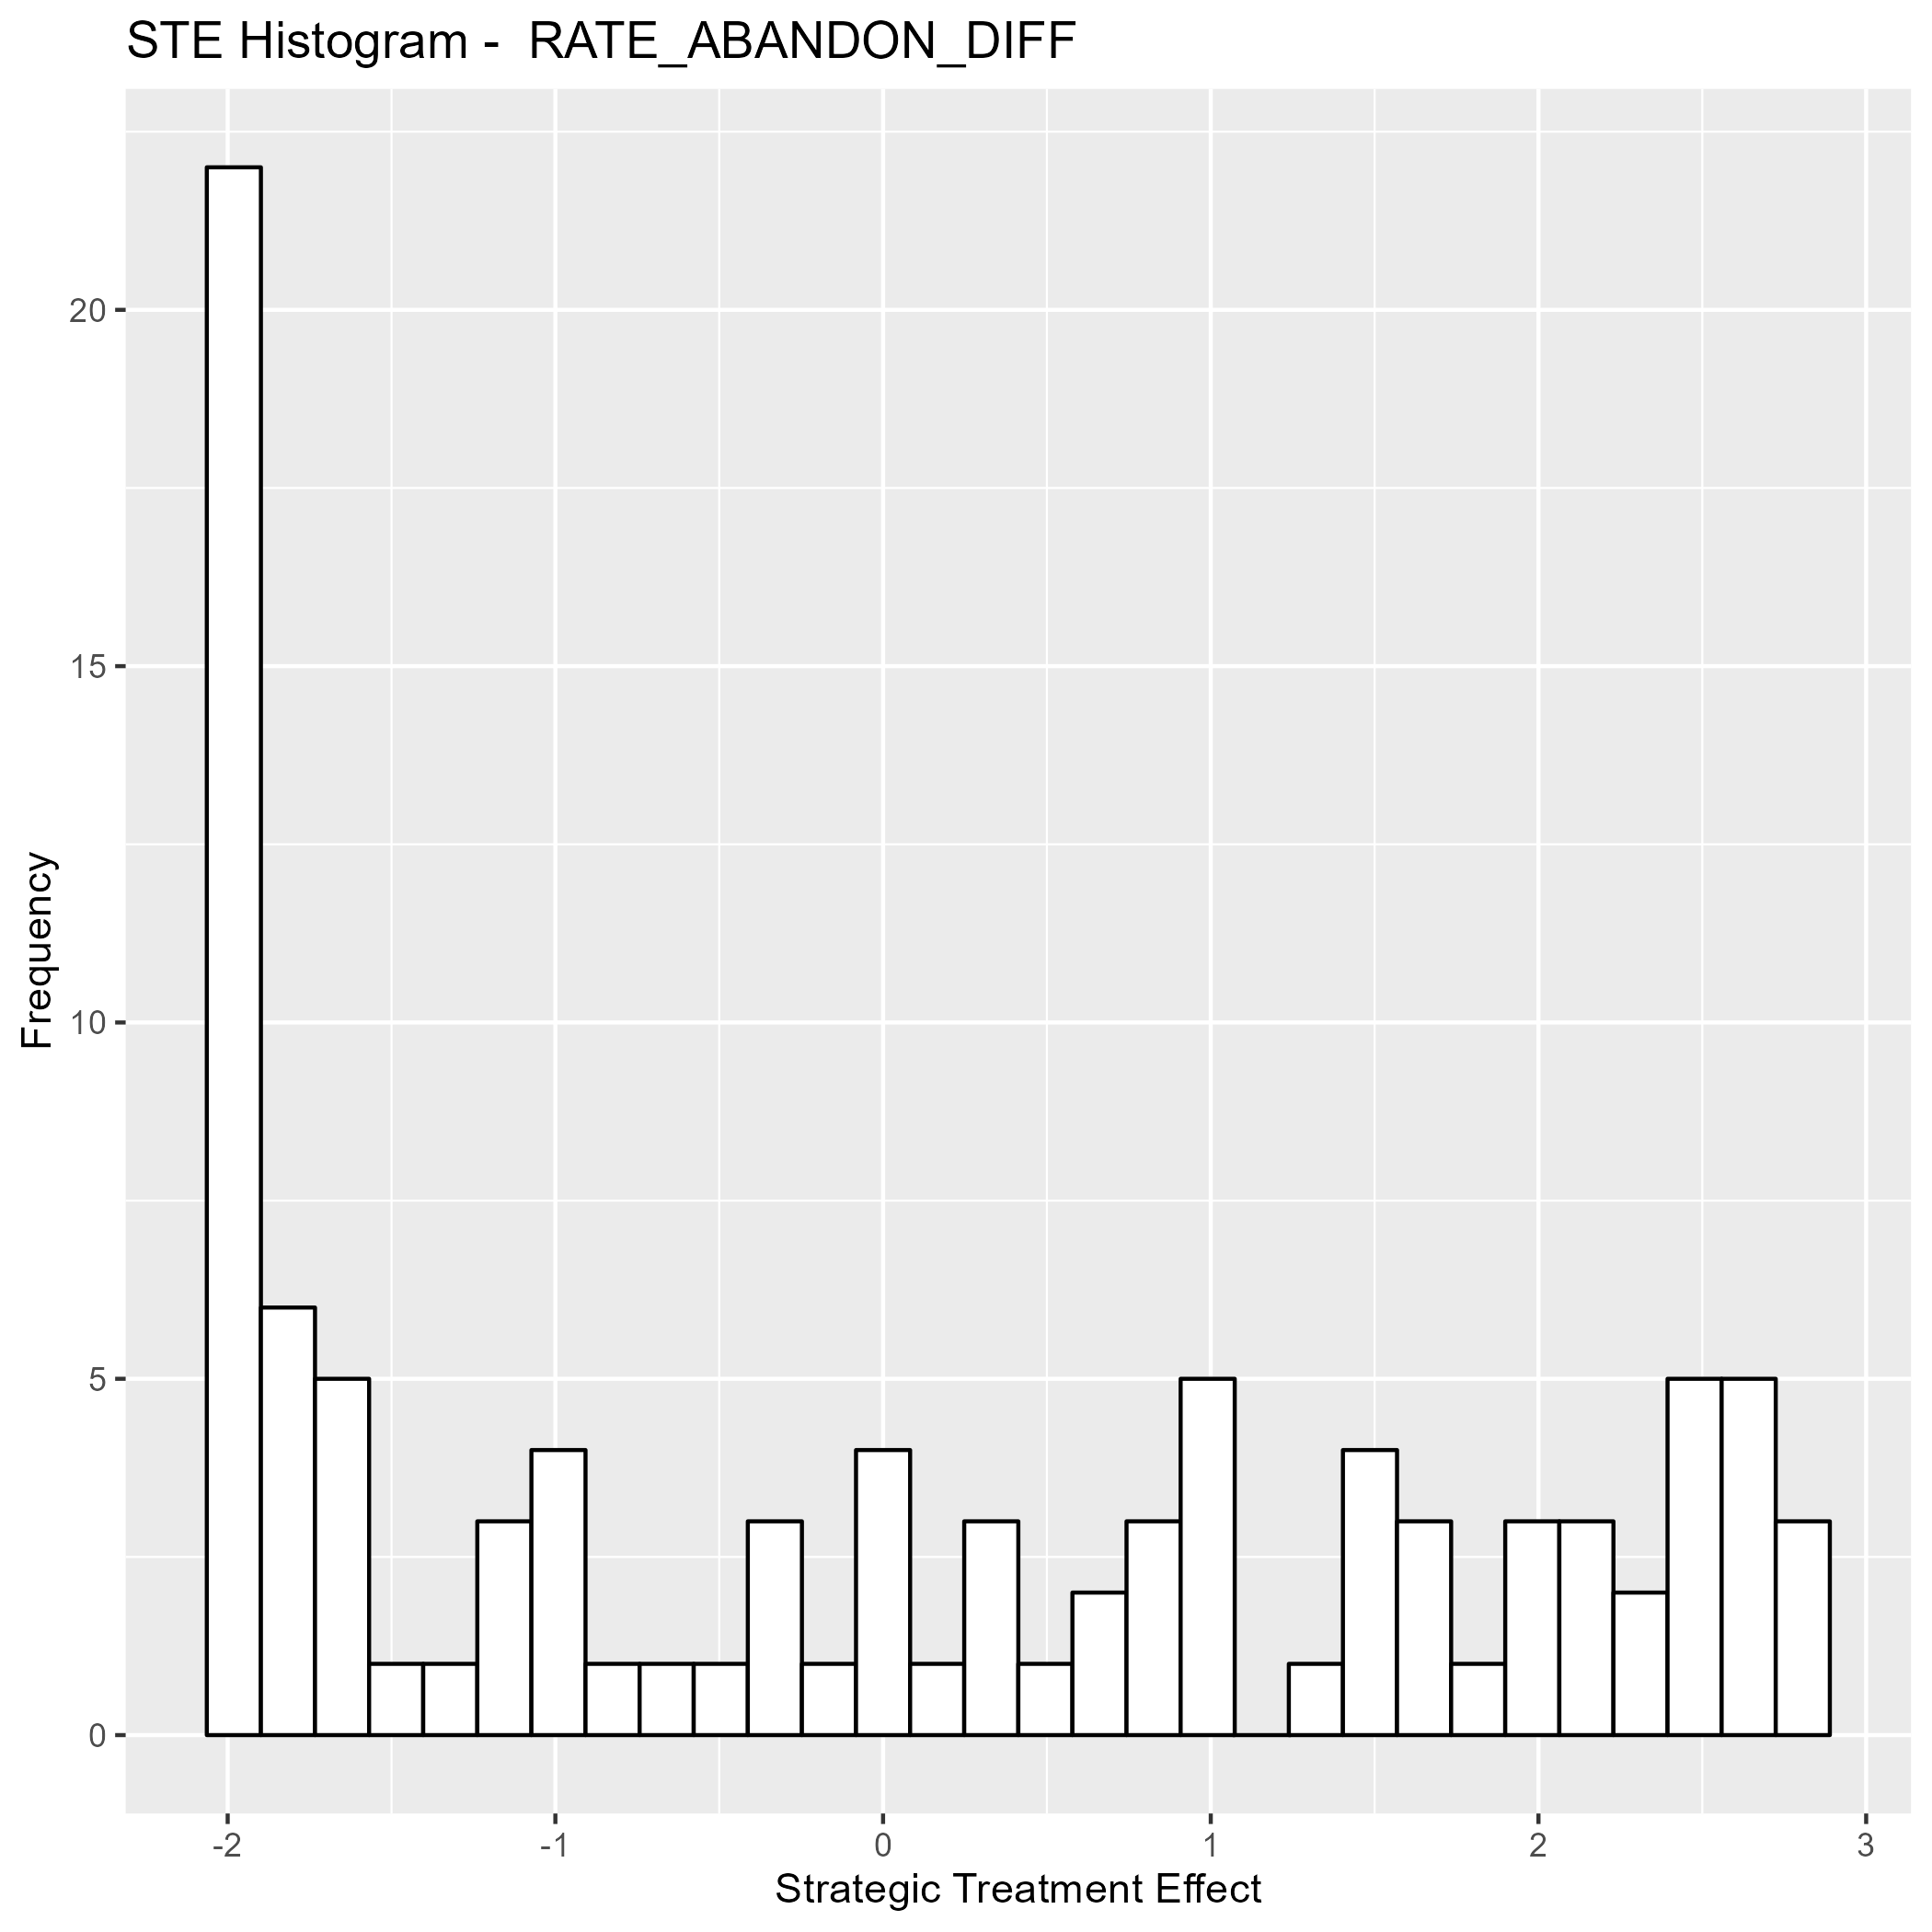 STE Histogram -  RATE_ABANDON_DIFF
Frequency
20
15
10
5
0
-2 -1 0 1 2 3
Strategic Treatment Effect